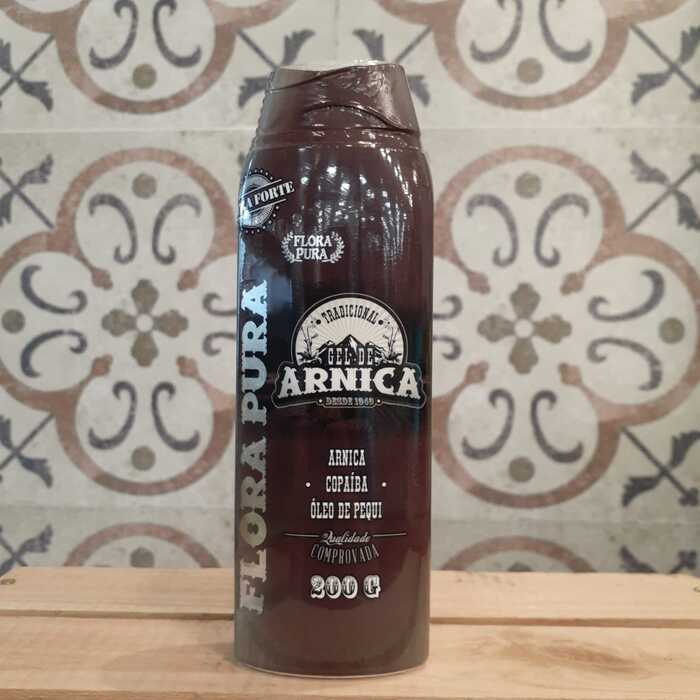 A FORTE
FLORA
PURA
FLORA PURA
TRADICIONAL
GEL DE
ARNICA
DESDE 1949
ARNICA
• COPAÍBA •
ÓLEO DE PEQUI
Qualidade
COMPROVADA
200 G